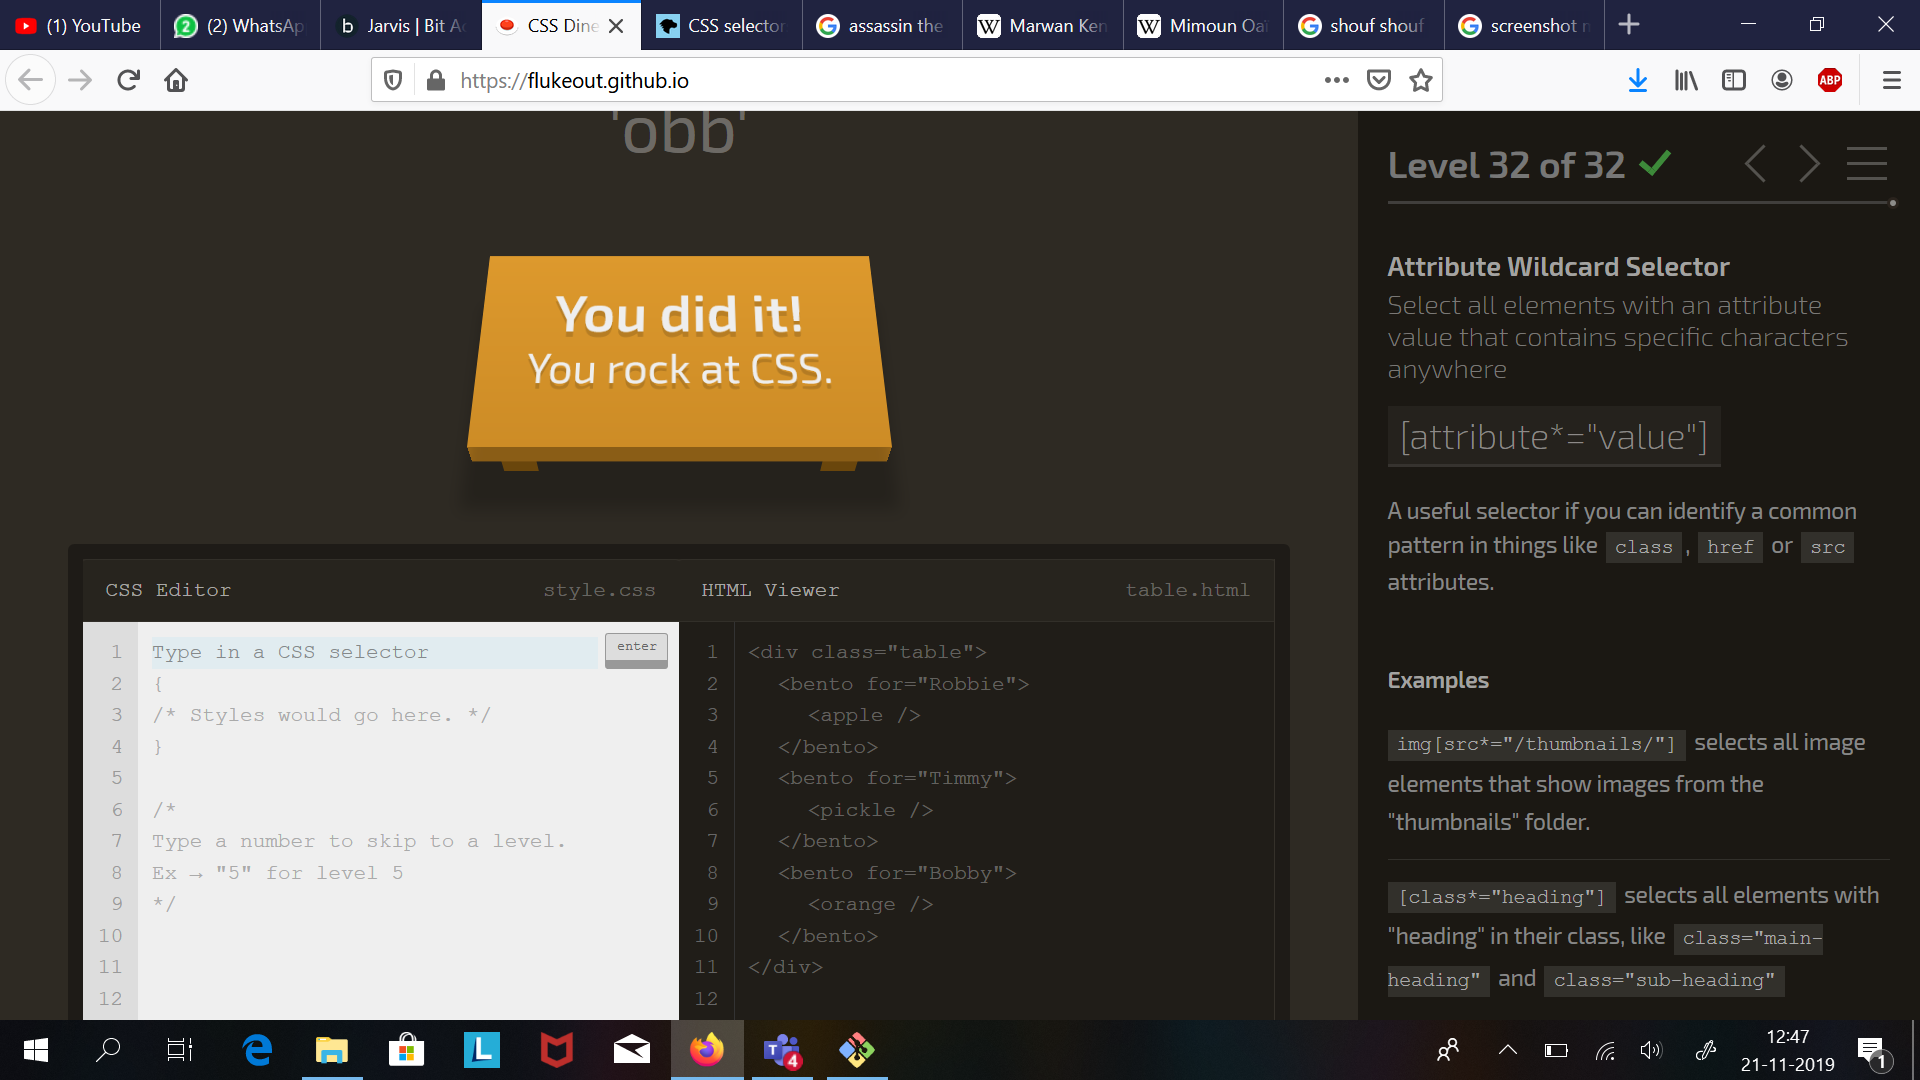 (1) YouTube
(2) WhatsAp
Jarvis | Bit Ac
CSS Dine
CSS selector
assassin the
Marwan Ken
Mimoun Oaï
shouf shouf
screenshot n
https://flukeout.github.io
ABP
'obb'
You did it!
You rock at CSS.
Level 32 of 32
Attribute Wildcard Selector
Select all elements with an attribute
value that contains specific characters
anywhere
[attribute*="value"]
A useful selector if you can identify a common
pattern in things like class , href or src
attributes.
Examples
img[src*="/thumbnails/"] selects all image
elements that show images from the
"thumbnails" folder.
[class*="heading"] selects all elements with
"heading" in their class, like class="main-
heading" and class="sub-heading"
CSS Editor style.css
1 Type in a CSS selector enter
2 {
3 /* Styles would go here. */
4 }
5
6 /*
7 Type a number to skip to a level.
8 Ex → "5" for level 5
9 */
10
11
12
HTML Viewer table.html
1 <div class="table">
2 <bento for="Robbie">
3 <apple />
4 </bento>
5 <bento for="Timmy">
6 <pickle />
7 </bento>
8 <bento for="Bobby">
9 <orange />
10 </bento>
11 </div>
12
L
T
4
12:47
21-11-2019
1